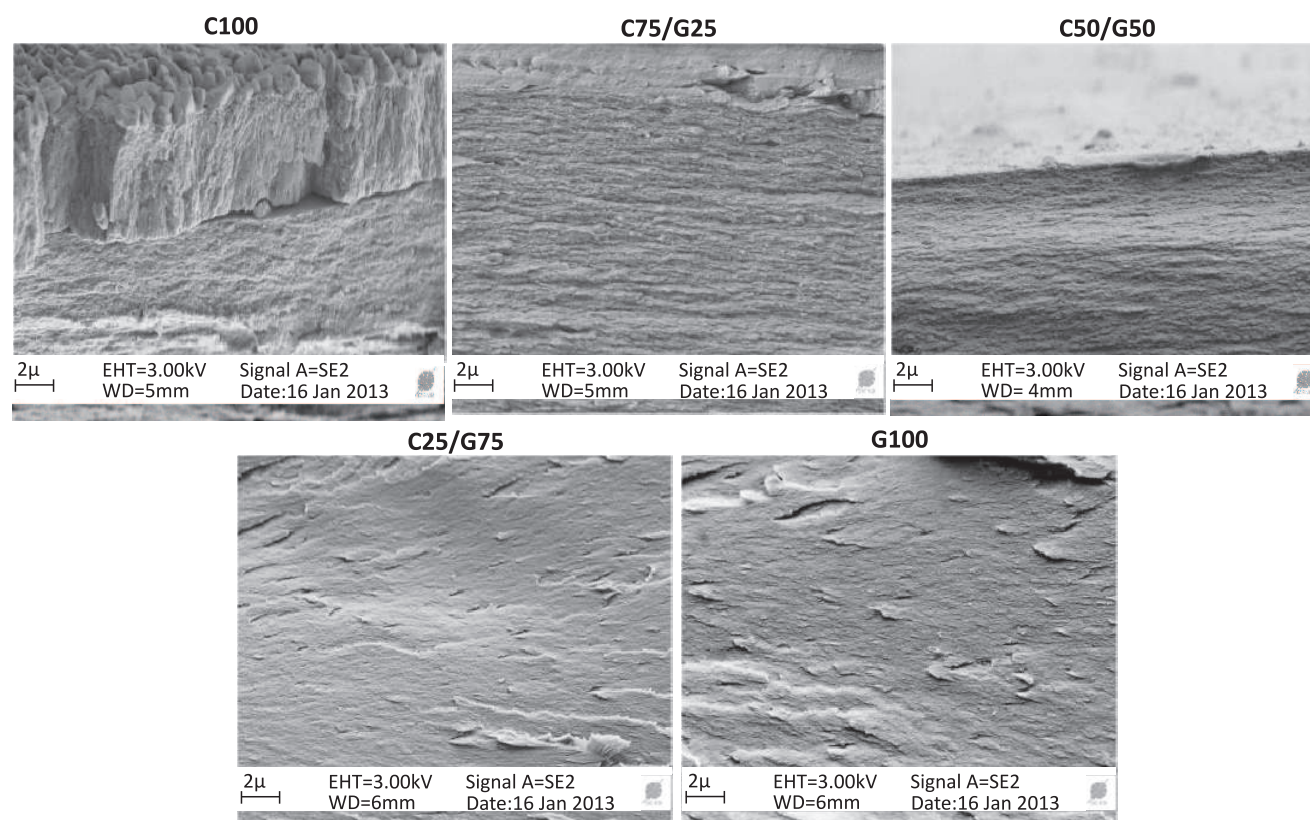 C100 C75/G25 C50/G50
2μ EHT=3.00kV Signal A=SE2
WD=5mm Date:16 Jan 2013
2μ EHT=3.00kV Signal A=SE2
WD=5mm Date:16 Jan 2013
2μ EHT=3.00kV Signal A=SE2
WD= 4mm Date:16 Jan 2013
C25/G75 G100
2μ EHT=3.00kV Signal A=SE2
WD=6mm Date:16 Jan 2013
2μ EHT=3.00kV Signal A=SE2
WD=6mm Date:16 Jan 2013